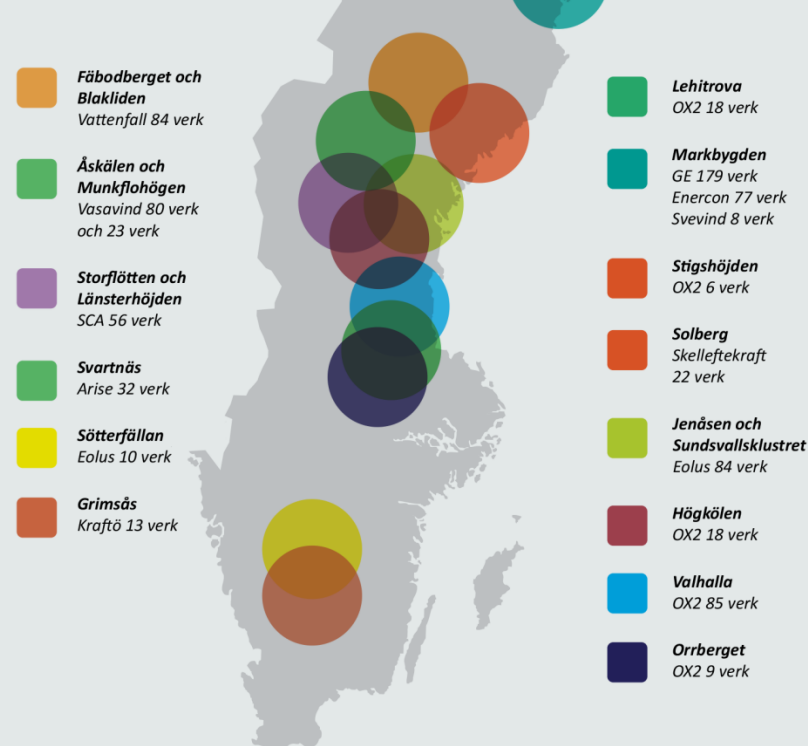 Fäbodberget och
Blakliden
Vattenfall 84 verk
Åskälen och
Munkflohögen
Vasavind 80 verk
och 23 verk
Storflötten och
Länsterhöjden
SCA 56 verk
Svartnäs
Arise 32 verk
Sötterfällan
Eolus 10 verk
Grimsås
Kraftö 13 verk
Lehitrova
OX2 18 verk
Markbygden
GE 179 verk
Enercon 77 verk
Svevind 8 verk
Stigshöjden
OX2 6 verk
Solberg
Skelleftekraft
22 verk
Jenåsen och
Sundsvallsklustret
Eolus 84 verk
Högkölen
OX2 18 verk
Valhalla
OX2 85 verk
Orrberget
OX2 9 verk